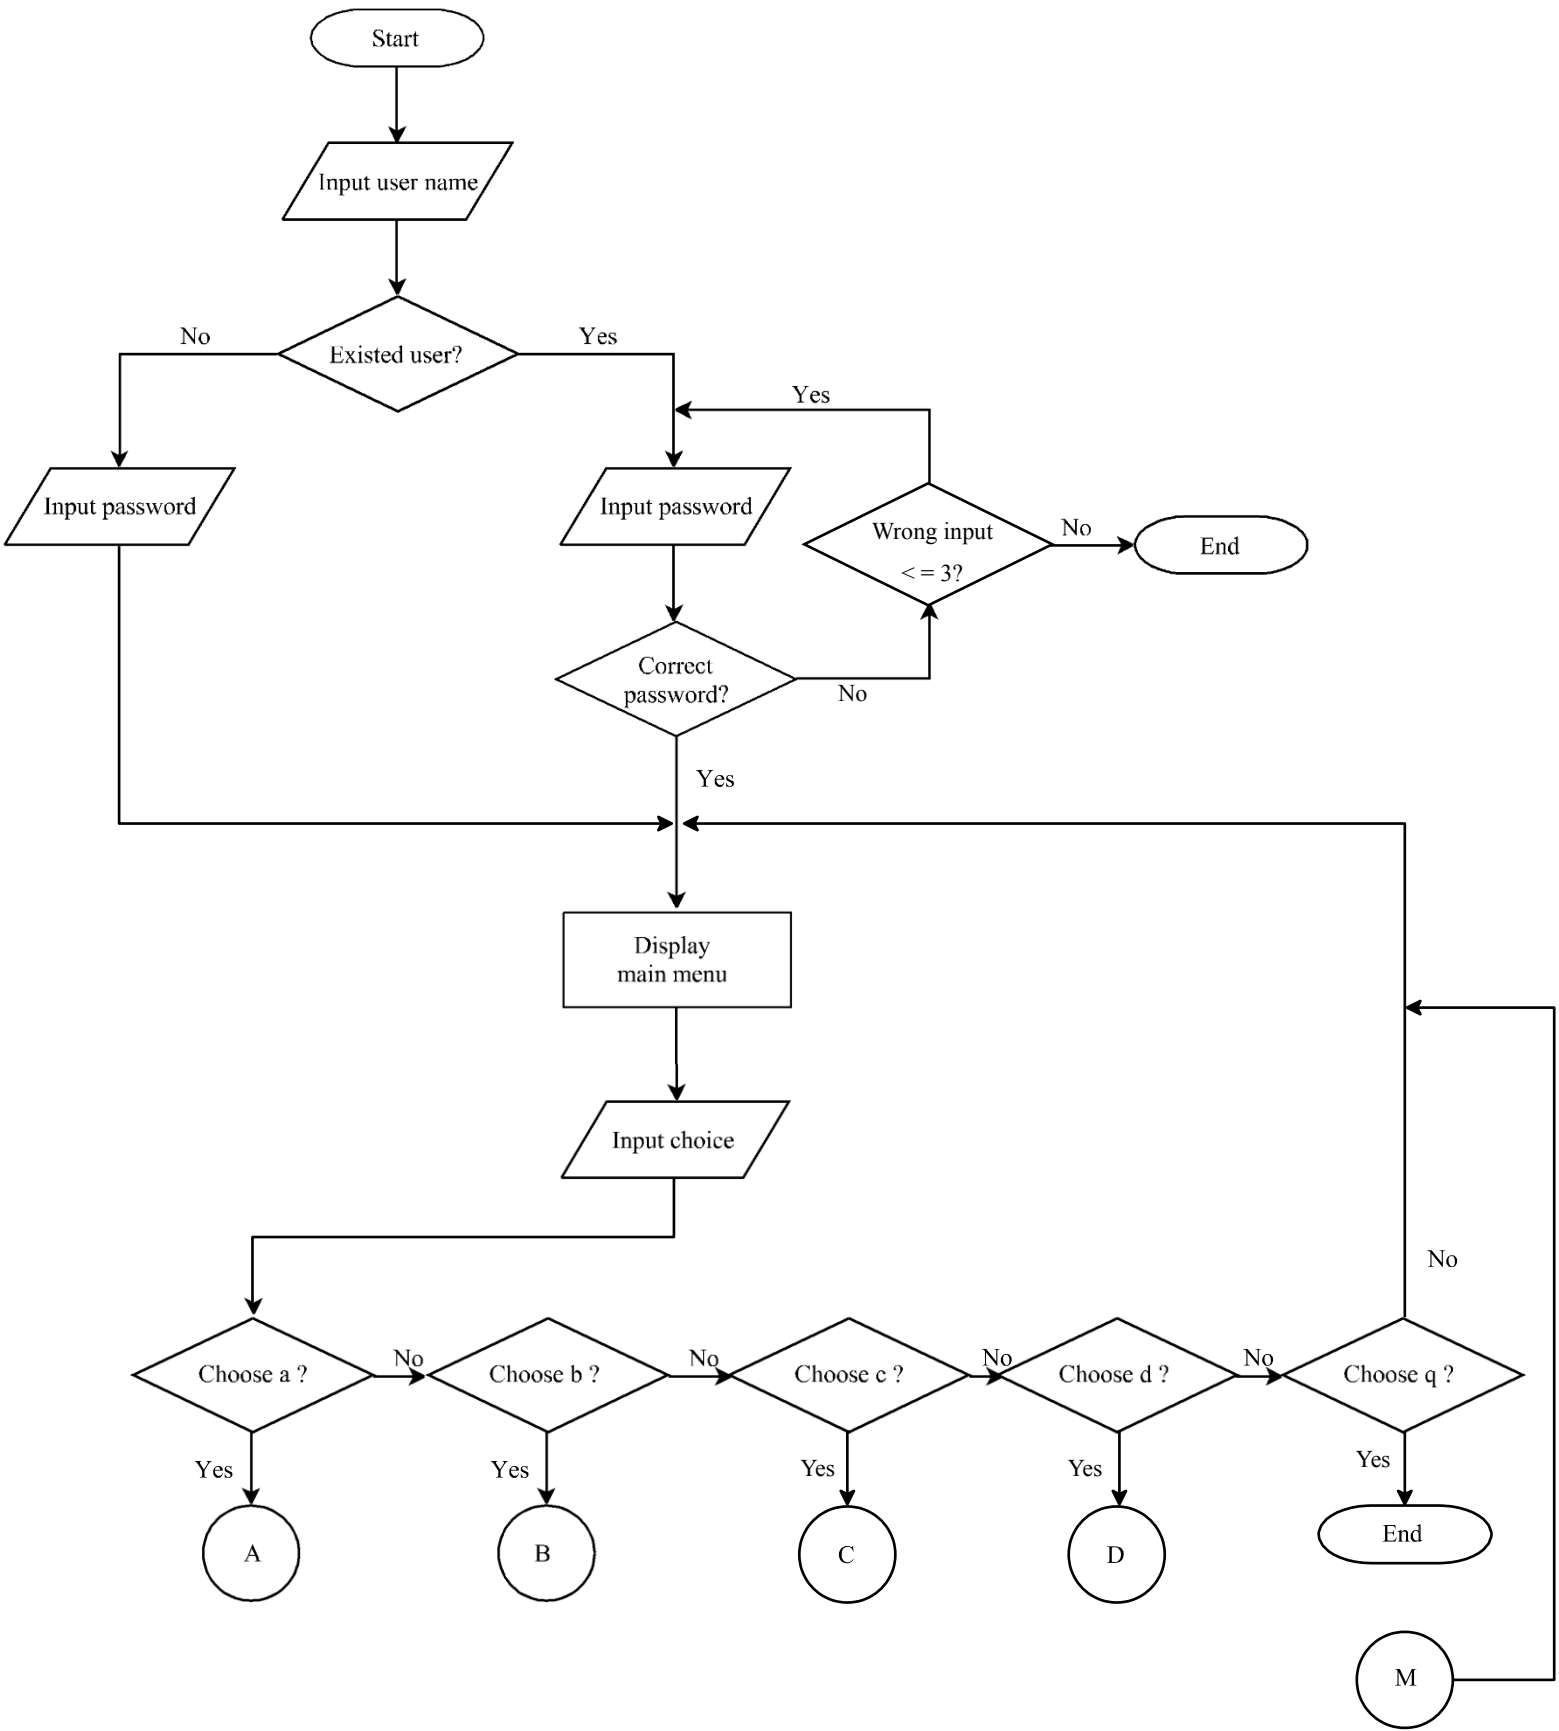 Start
Input user name
No
Existed user?
Yes
Yes
Input password
Input password
Wrong input
< = 3?
No
End
Correct
password?
No
Yes
Display
main menu
Input choice
No
Choose a ?
No
Choose b ?
No
Choose c ?
No
Choose d ?
No
Choose q ?
Yes
Yes
Yes
Yes
Yes
A
B
C
D
End
M